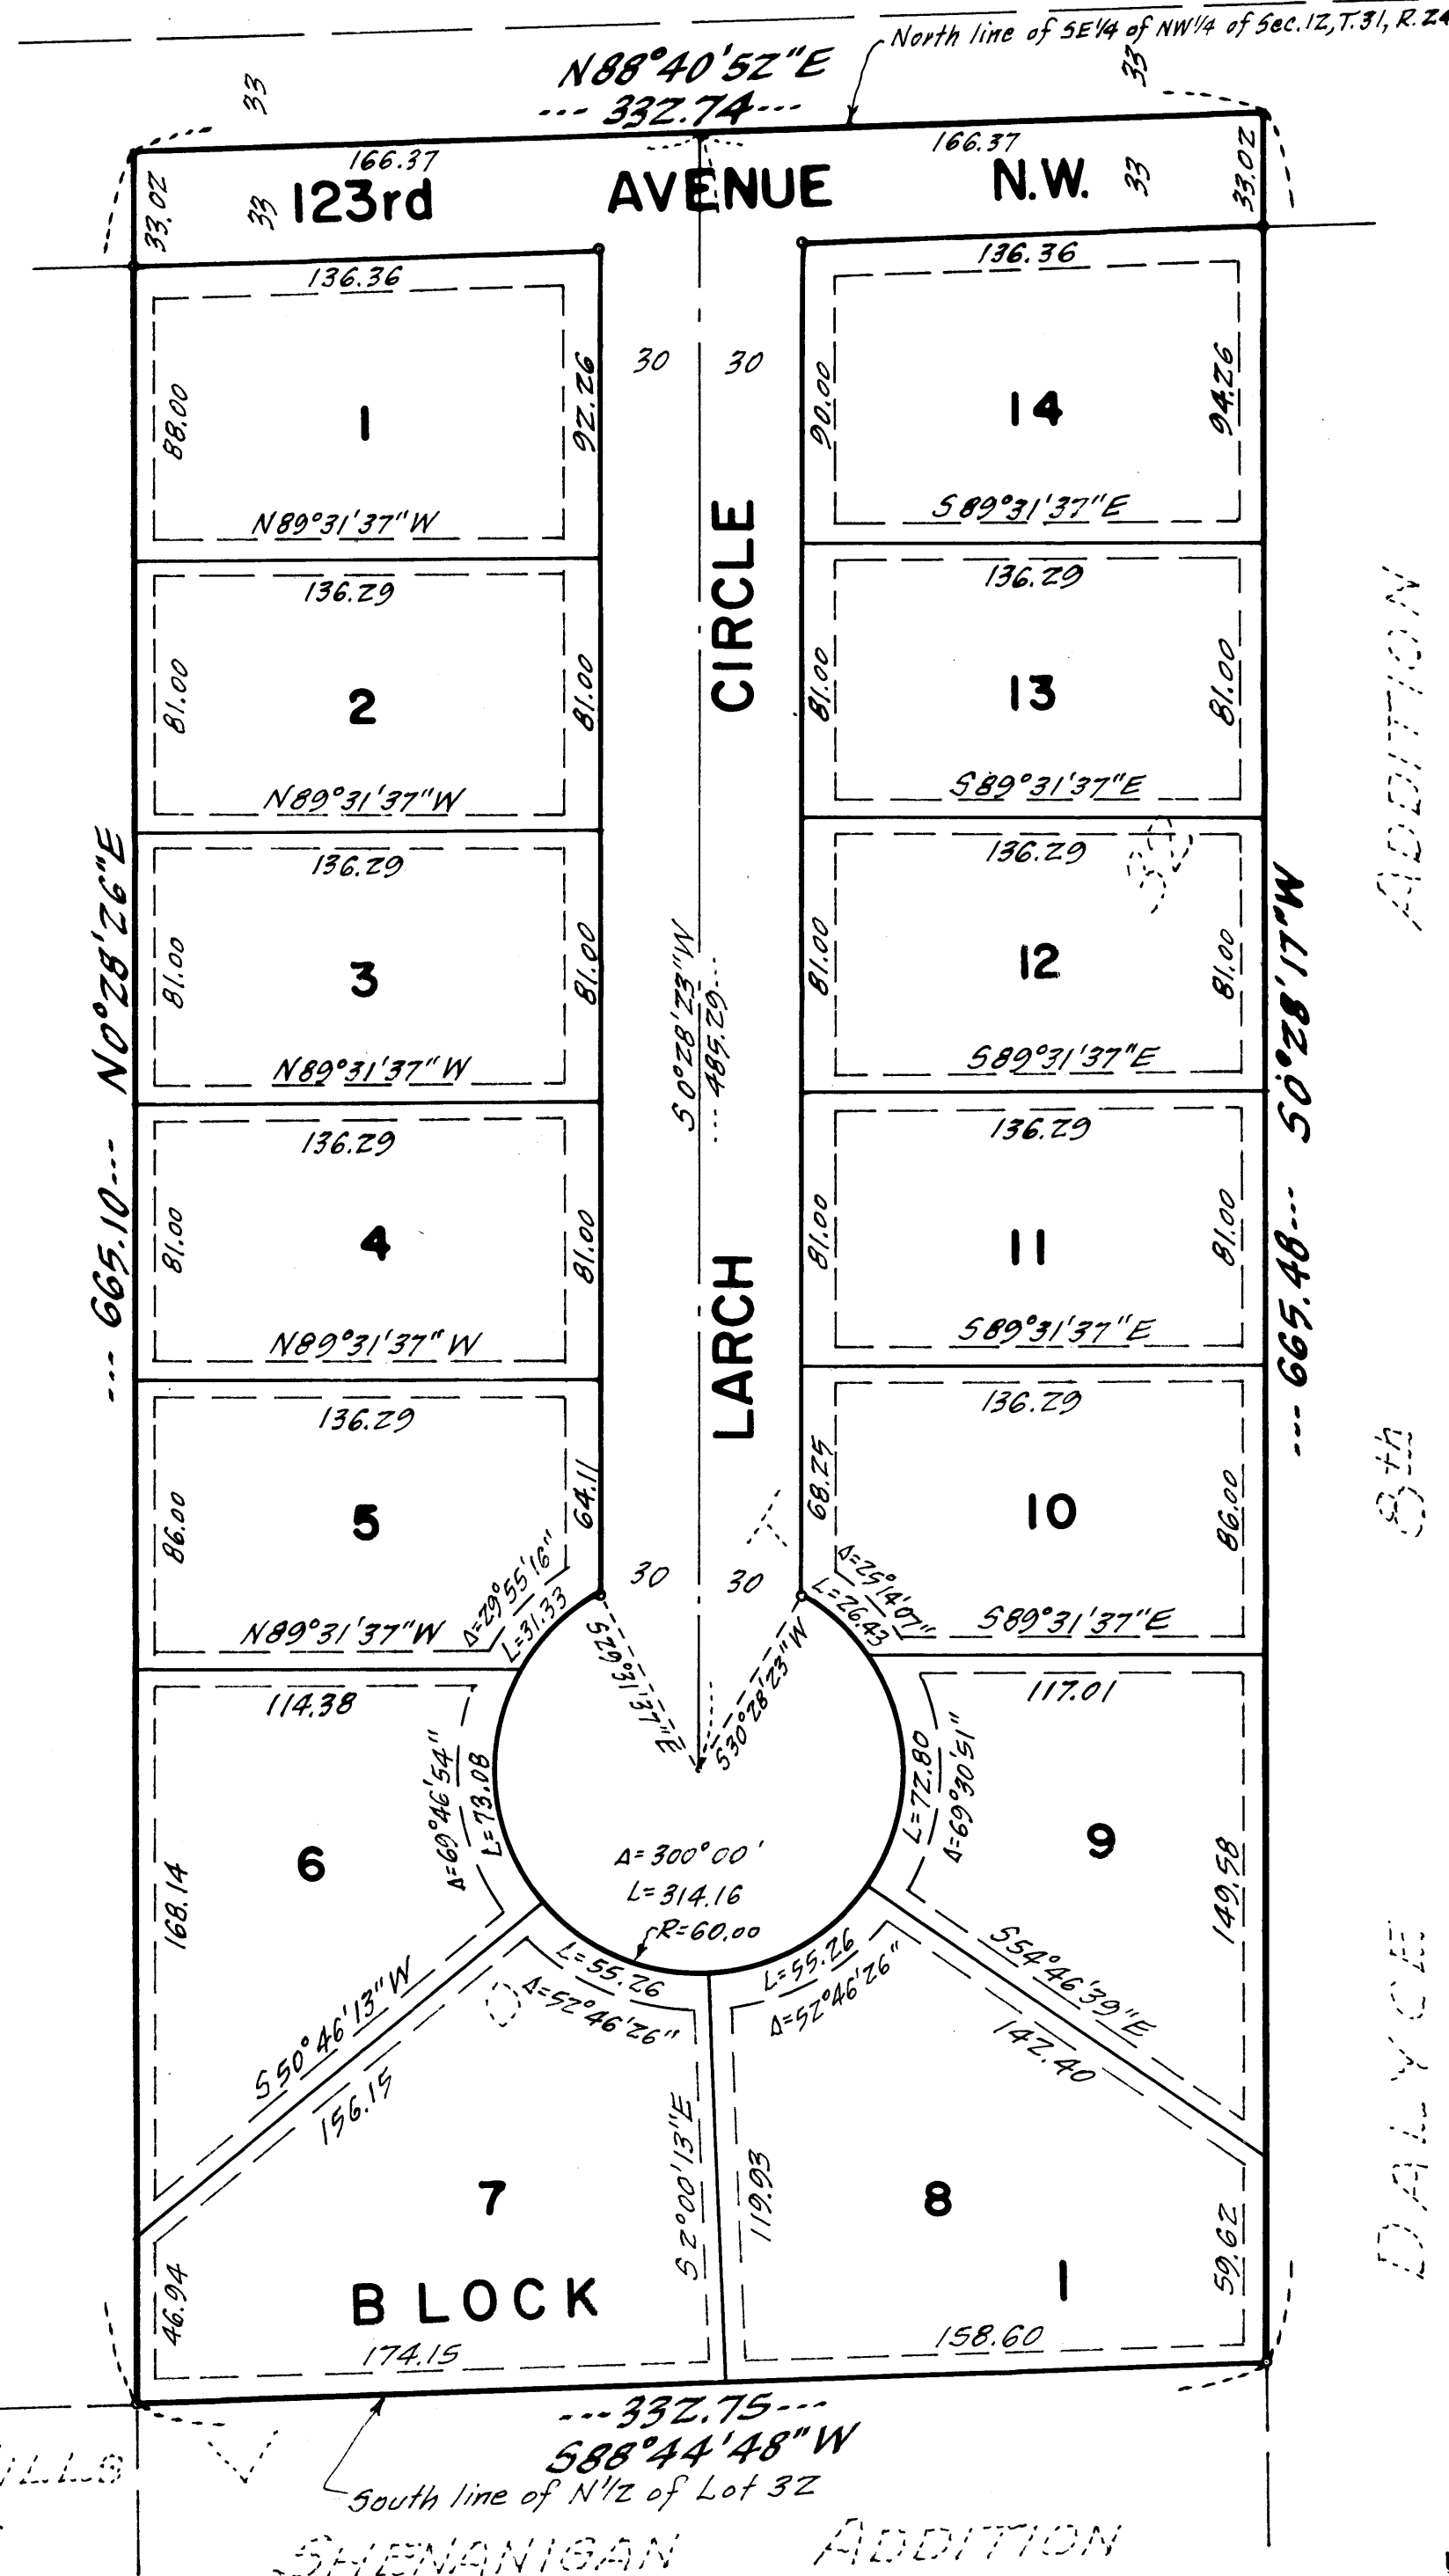 North line of SE¼ of NW¼ of Sec.12,T.31, R.24
N88°40'52"E
--- 332.74---
33
33
166.37
166.37
33.02
33
123rd AVENUE N.W.
33
33.02
136.36
88.00
1
92.26
N89°31'37"W
30
30
136.36
90.00
14
94.26
S89°31'37"E
136.29
81.00
2
81.00
N89°31'37"W
136.29
81.00
13
81.00
S89°31'37"E
136.29
81.00
3
81.00
N89°31'37"W
136.29
32
81.00
12
81.00
S89°31'37"E
136.29
81.00
4
81.00
N89°31'37"W
136.29
81.00
11
81.00
S89°31'37"E
136.29
86.00
5
64.11
Δ=29°55'16"
L=31.33
N89°31'37"W
136.29
68.25
10
86.00
Δ=25°14'07"
L=26.43
S89°31'37"E
LARCH CIRCLE
S0°28'23"W
---485.29---
--- 665.10--- N0°28'26"E
--- 665.48--- S0°28'17"W
30
30
S29°31'37"E
S30°28'23"W
Δ=300°00'
L=314.16
R=60.00
114.38
Δ=69°46'54"
L=73.08
6
168.14
S50°46'13"W
156.15
117.01
L=72.80
Δ=69°30'51"
9
149.58
S54°46'39"E
142.40
L=55.26
Δ=52°46'26"
L=55.26
Δ=52°46'26"
LOT
7
46.94
S2°00'13"E
119.93
8
59.62
BLOCK 1
174.15
158.60
---332.75---
S88°44'48"W
South line of N½ of Lot 32
SHENANIGAN ADDITION
DALYCE 8th ADDITION